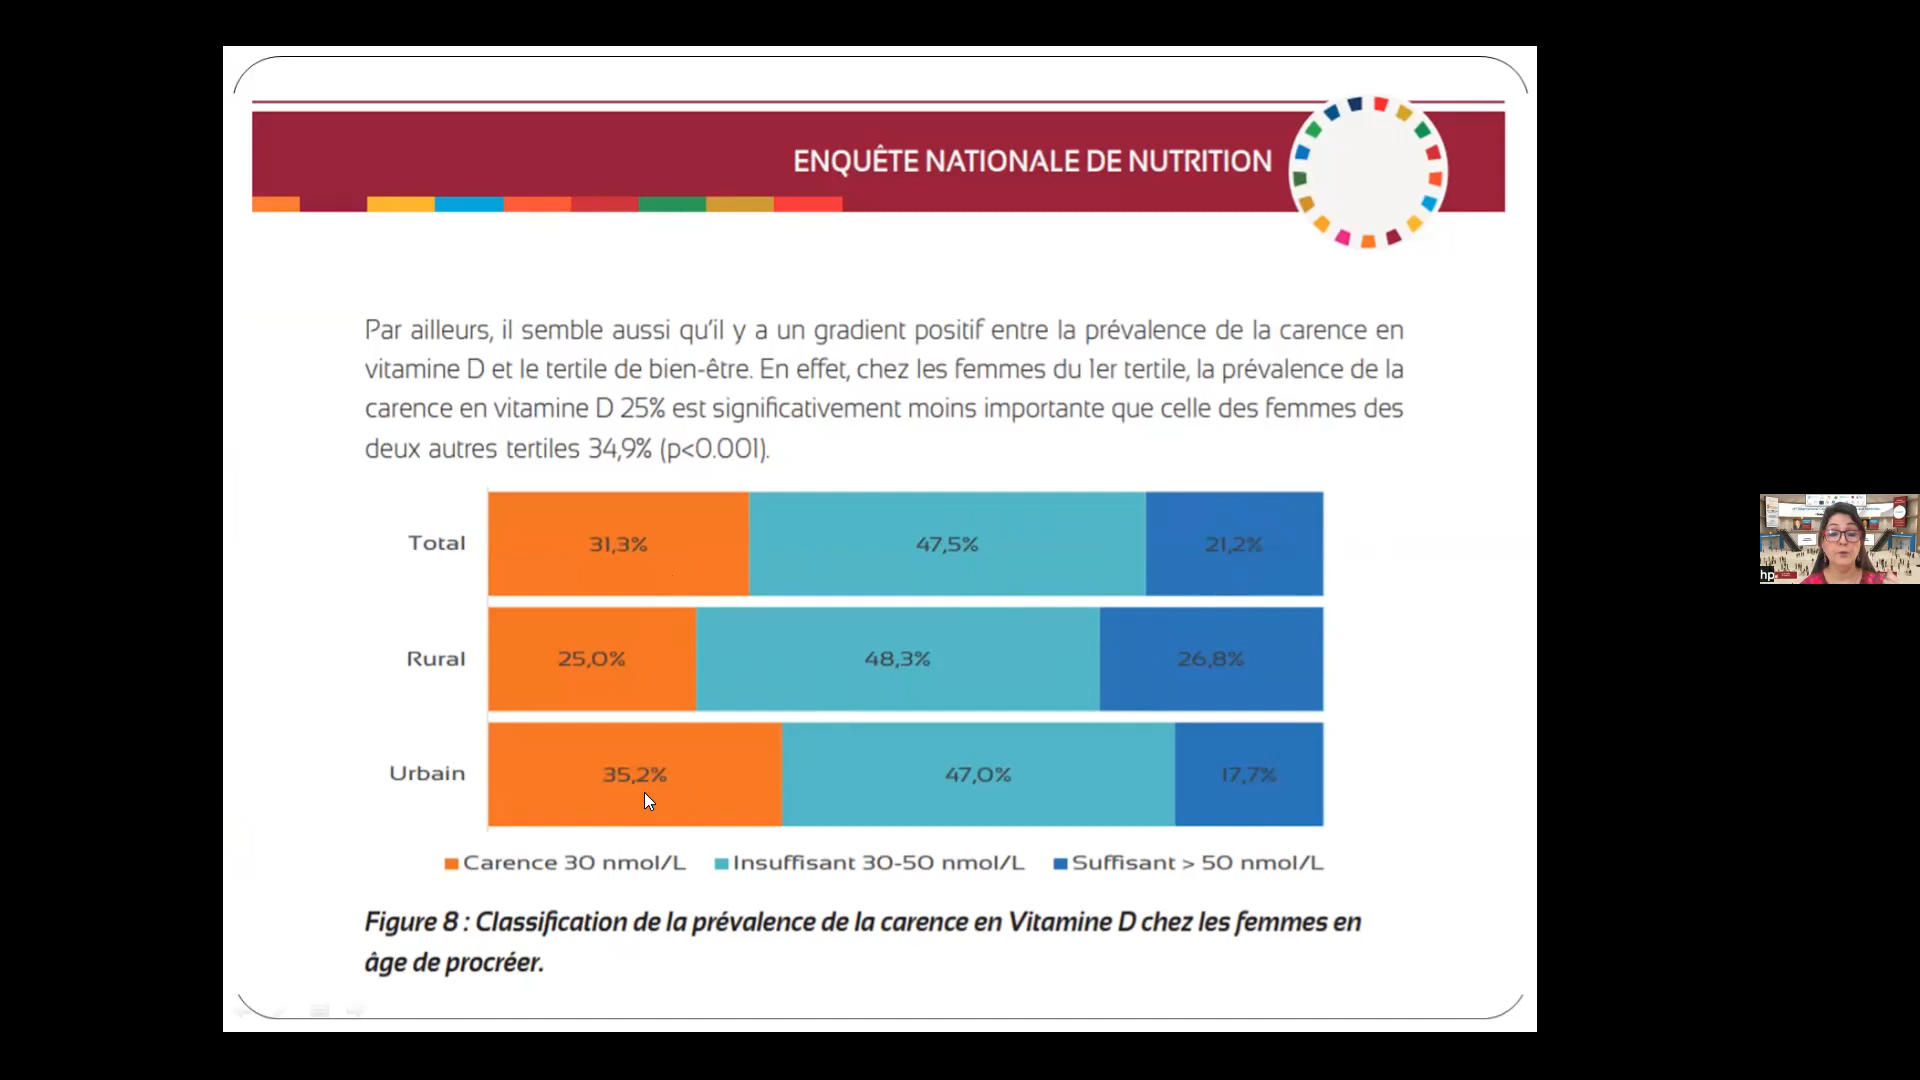 ENQUÊTE NATIONALE DE NUTRITION
Par ailleurs, il semble aussi qu'il y a un gradient positif entre la prévalence de la carence en
vitamine D et le tertile de bien-être. En effet, chez les femmes du 1er tertile, la prévalence de la
carence en vitamine D 25% est significativement moins importante que celle des femmes des
deux autres tertiles 34,9% (p<0.001).
Total 31,3% 47,5% 21,2%
Rural 25,0% 48,3% 26,8%
Urbain 35,2% 47,0% 17,7%
Carence 30 nmol/L Insuffisant 30-50 nmol/L Suffisant > 50 nmol/L
Figure 8 : Classification de la prévalence de la carence en Vitamine D chez les femmes en
âge de procréer.
hp